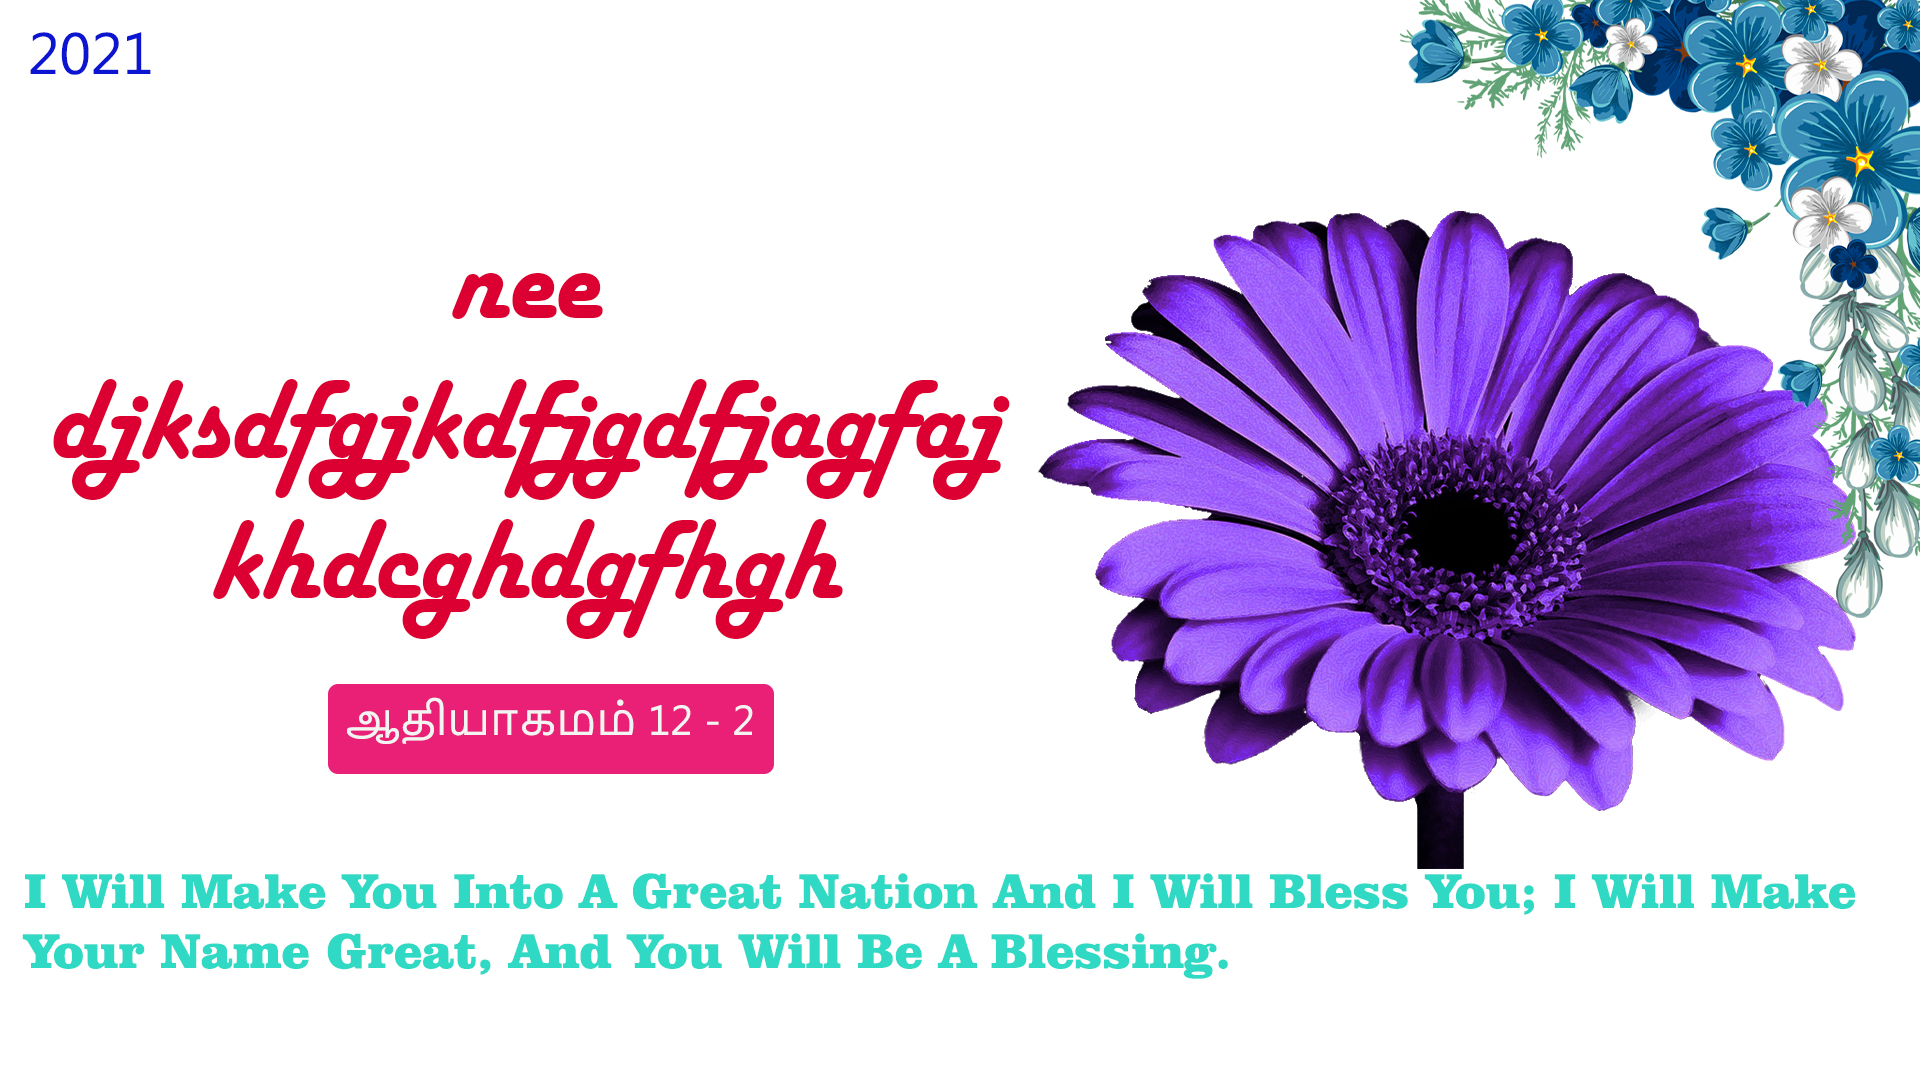 2021
nee
djksdfgjkdfjgdfjagfaj
khdcghdgfhgh
ஆதியாகமம் 12 - 2
I Will Make You Into A Great Nation And I Will Bless You; I Will Make
Your Name Great, And You Will Be A Blessing.